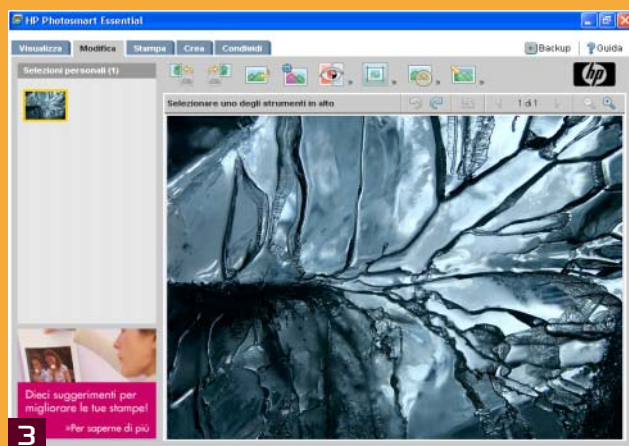 HP Photosmart Essential
Visualizza Modifica Stampa Crea Condividi Backup Guida
Selezioni personali (1)
hp
Selezionare uno degli strumenti in alto 1 di 1
Dieci suggerimenti per
migliorare le tue stampe!
»Per saperne di più
3